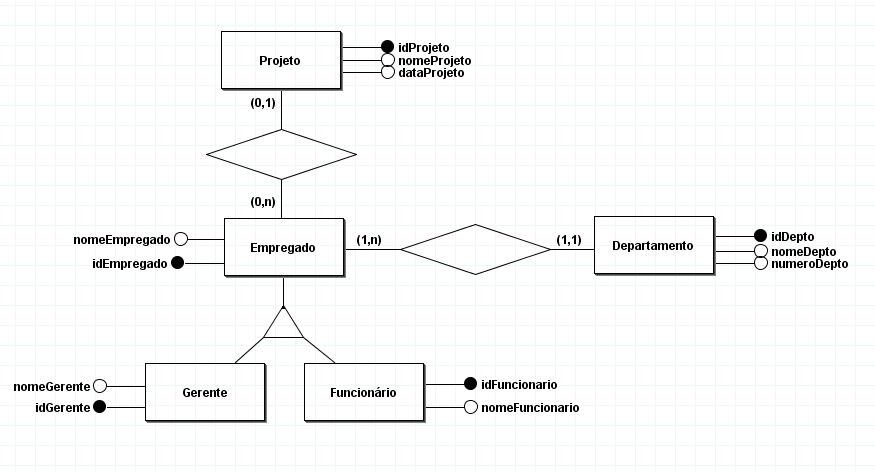 Projeto
idProjeto
nomeProjeto
dataProjeto
(0,1)
(0,n)
nomeEmpregado
idEmpregado
Empregado
(1,n)
(1,1)
Departamento
idDepto
nomeDepto
numeroDepto
nomeGerente
idGerente
Gerente
Funcionário
idFuncionario
nomeFuncionario